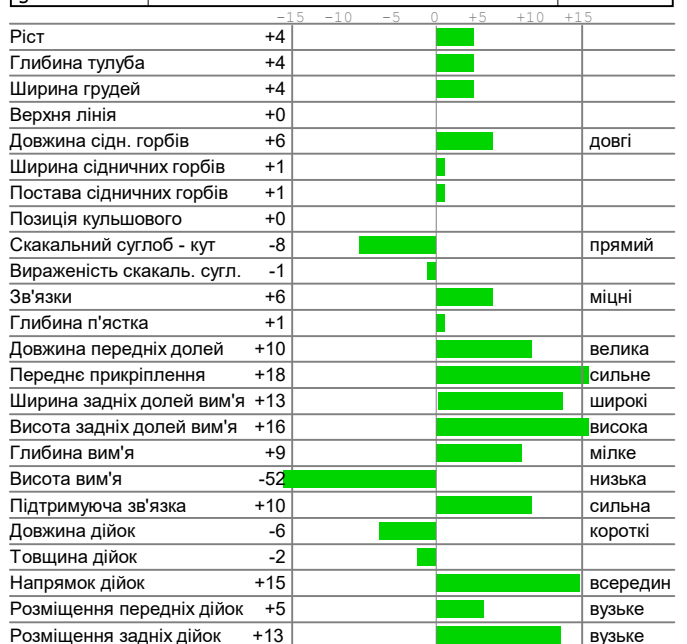 -15 -10 -5 0 +5 +10 +15
Ріст +4
Глибина тулуба +4
Ширина грудей +4
Верхня лінія +0
Довжина сідн. горбів +6 довгі
Ширина сідничних горбів +1
Постава сідничних горбів +1
Позиція кульшового +0
Скакальний суглоб - кут -8 прямий
Вираженість скакаль. сугл. -1
Зв'язки +6 міцні
Глибина п'ястка +1
Довжина передніх долей +10 велика
Переднє прикріплення +18 сильне
Ширина задніх долей вим'я +13 широкі
Висота задніх долей вим'я +16 висока
Глибина вим'я +9 мілке
Висота вим'я -52 низька
Підтримуюча зв'язка +10 сильна
Довжина дійок -6 короткі
Товщина дійок -2
Напрямок дійок +15 всередин
Розміщення передніх дійок +5 вузьке
Розміщення задніх дійок +13 вузьке